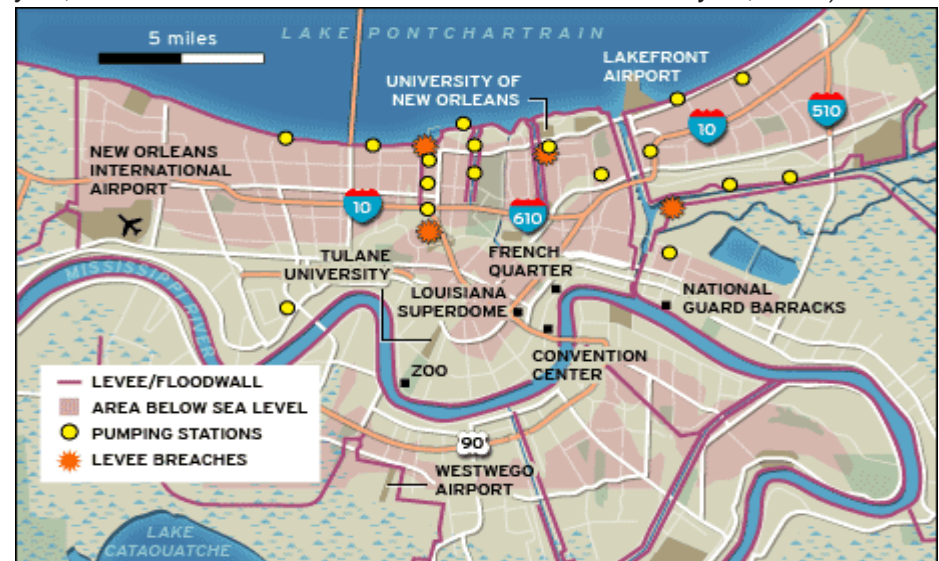 5 miles
LAKE PONTCHARTRAIN
LAKEFRONT
AIRPORT
UNIVERSITY OF
NEW ORLEANS
510
10
NEW ORLEANS
INTERNATIONAL
AIRPORT
10
610
TULANE
UNIVERSITY
FRENCH
QUARTER
MISSISSIPPI RIVER
LOUISIANA
SUPERDOME
NATIONAL
GUARD BARRACKS
CONVENTION
CENTER
ZOO
LEVEE/FLOODWALL
AREA BELOW SEA LEVEL
PUMPING STATIONS
LEVEE BREACHES
90
WESTWEGO
AIRPORT
LAKE
CATAOUATCHE